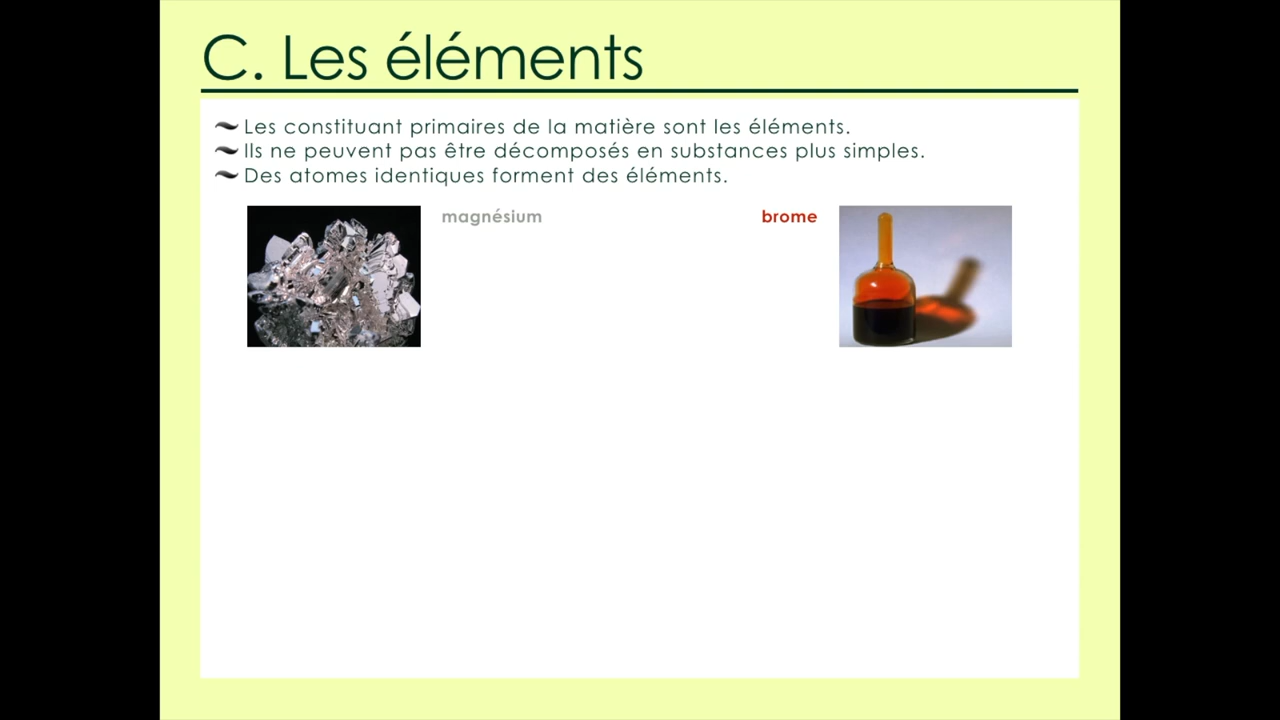 C. Les éléments
Les constituant primaires de la matière sont les éléments.
Ils ne peuvent pas être décomposés en substances plus simples.
Des atomes identiques forment des éléments.
magnésium
brome